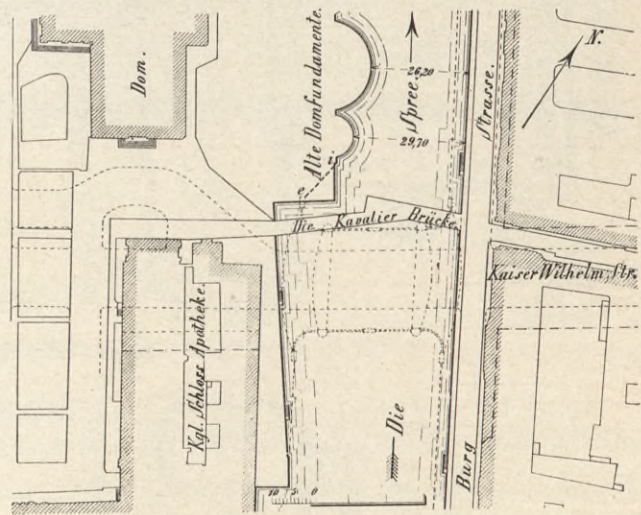 Dom.
Alte Domfundamente.
Spree.
Strasse.
N.
26,20
29,70
i
e
Die Kavalier Brücke.
Kaiser Wilhelm, Str.
Kgl. Schloss Apotheke.
Die
Burg
10 5 0